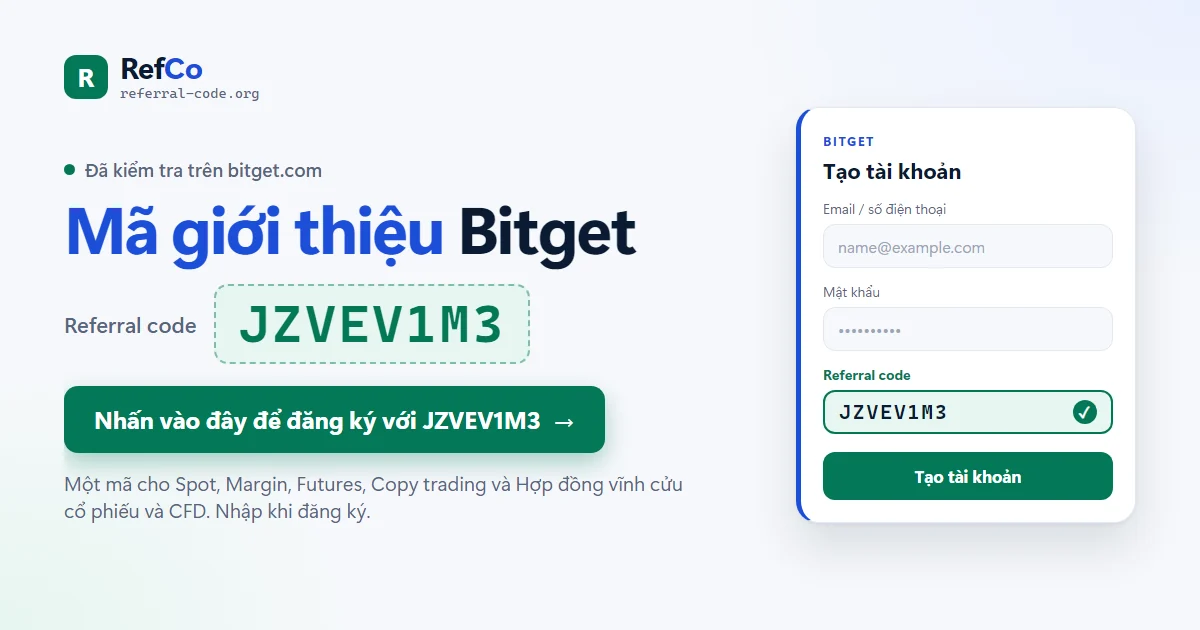 R
RefCo
referral-code.org
Đã kiểm tra trên bitget.com
Mã giới thiệu Bitget
Referral code
JZVEV1M3
Nhấn vào đây để đăng ký với JZVEV1M3 →
Một mã cho Spot, Margin, Futures, Copy trading và Hợp đồng vĩnh cửu
cổ phiếu và CFD. Nhập khi đăng ký.
BITGET
Tạo tài khoản
Email / số điện thoại
name@example.com
Mật khẩu
••••••••••
Referral code
JZVEV1M3 ✓
Tạo tài khoản